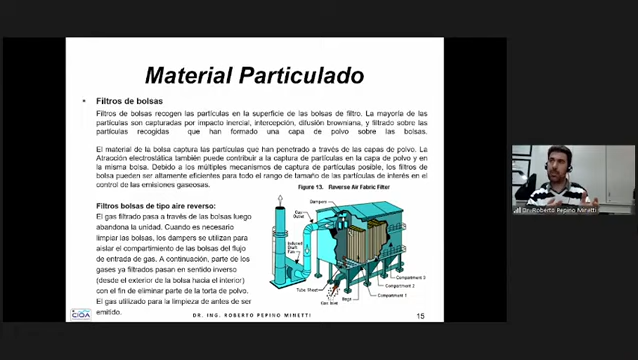 Material Particulado
• Filtros de bolsas
Filtros de bolsas recogen las partículas en la superficie de las bolsas de filtro. La mayoría de las
partículas son capturadas por impacto inercial, intercepción, difusión browniana, y filtrado sobre las
partículas recogidas que han formado una capa de polvo sobre las bolsas.
El material de la bolsa captura las partículas que han penetrado a través de las capas de polvo. La
Atracción electrostática también puede contribuir a la captura de partículas en la capa de polvo y en
la misma bolsa. Debido a los múltiples mecanismos de captura de partículas posible, los filtros de
bolsa pueden ser altamente eficientes para todo el rango de tamaño de las partículas de interés en el
control de las emisiones gaseosas.
Figure 13. Reverse Air Fabric Filter
Filtros bolsas de tipo aire reverso:
El gas filtrado pasa a través de las bolsas luego
abandona la unidad. Cuando es necesario
limpiar las bolsas, los dampers se utilizan para
aislar el compartimiento de las bolsas del flujo
de entrada de gas. A continuación, parte de los
gases ya filtrados pasan en sentido inverso
(desde el exterior de la bolsa hacia el interior)
con el fin de eliminar parte de la torta de polvo.
El gas utilizado para la limpieza de antes de ser
emitido.
Dampers
Gas Outlet
Induced Draft Fan
Tube Sheet
Gas Inlet
Bags
Compartment 3
Compartment 2
Compartment 1
CIQA
DR. ING. ROBERTO PEPINO MINETTI
15
Dr. Roberto Pepino Minetti